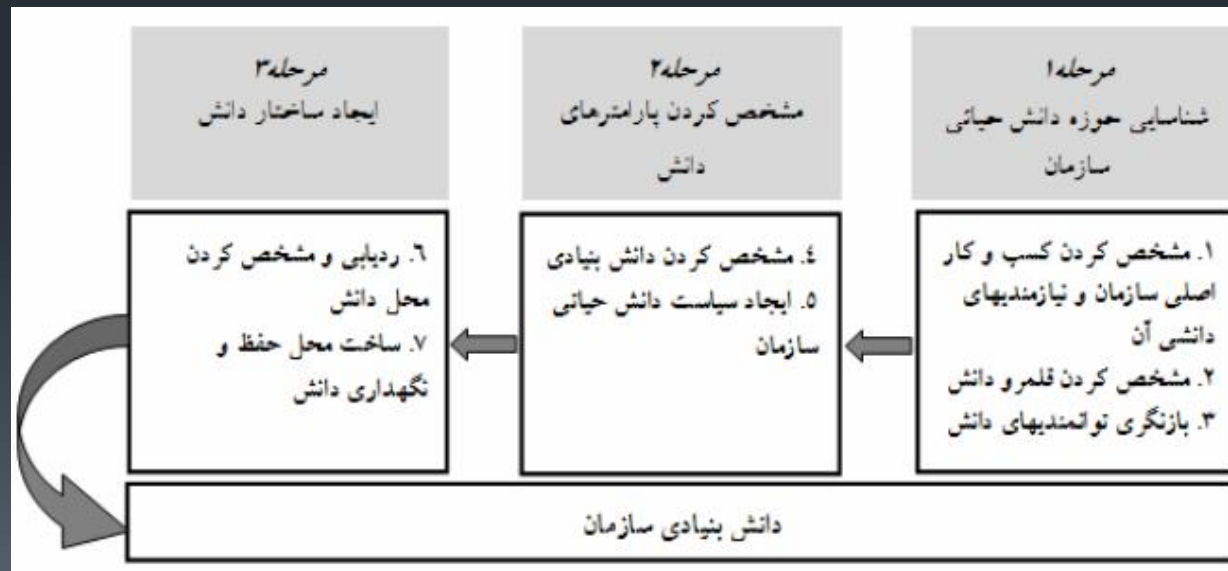 مرحله۱
شناسایی حوزه دانش حیاتی
سازمان
۱. مشخص کردن کسب و کار
اصلی سازمان و نیازمندیهای
دانشی آن
۲. مشخص کردن قلمرو دانش
۳. بازنگری توانمندیهای دانش
مرحله۲
مشخص کردن پارامترهای
دانش
٤. مشخص کردن دانش بنیادی
٥. ایجاد سیاست دانش حیاتی
سازمان
مرحله۳
ایجاد ساختار دانش
٦. ردیابی و مشخص کردن
محل دانش
۷. ساخت محل حفظ و
نگهداری دانش
دانش بنیادی سازمان